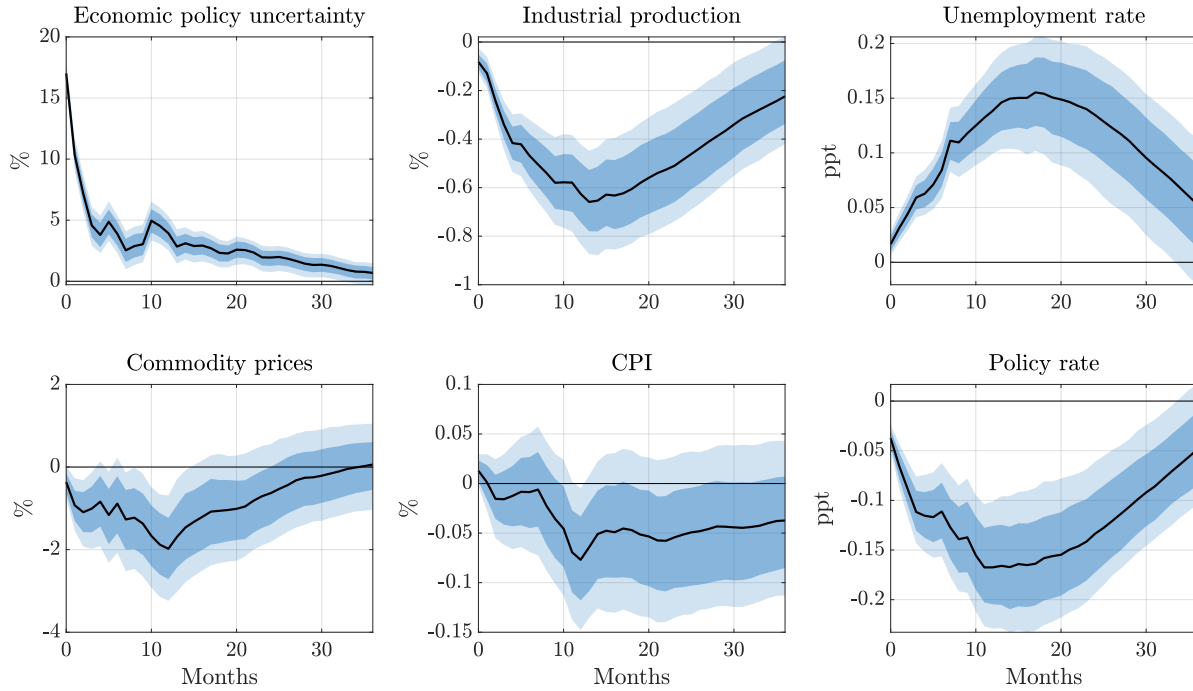 Economic policy uncertainty
20
15
10
5
0
%
0 10 20 30
Industrial production
0
-0.2
-0.4
-0.6
-0.8
-1
%
0 10 20 30
Unemployment rate
0.2
0.15
0.1
0.05
0
ppt
0 10 20 30
Commodity prices
2
0
-2
-4
%
0 10 20 30
Months
CPI
0.1
0.05
0
-0.05
-0.1
-0.15
%
0 10 20 30
Months
Policy rate
0
-0.05
-0.1
-0.15
-0.2
ppt
0 10 20 30
Months